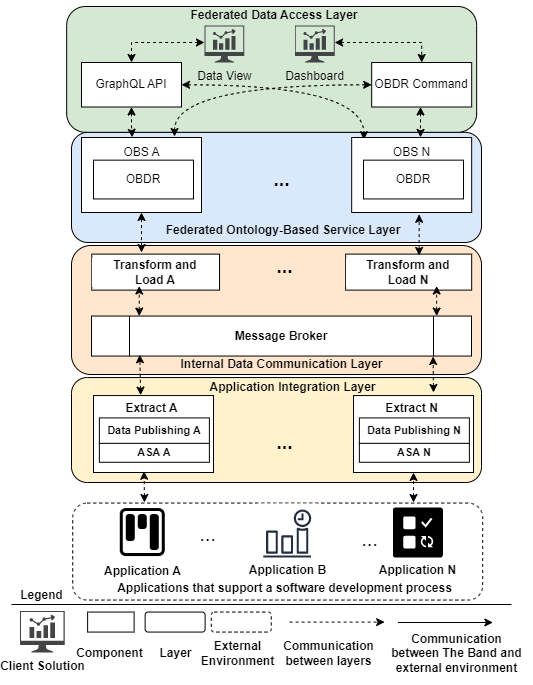 Federated Data Access Layer
GraphQL API
Data View
Dashboard
OBDR Command
OBS A
OBDR
...
OBS N
OBDR
Federated Ontology-Based Service Layer
Transform and
Load A
...
Transform and
Load N
Message Broker
Internal Data Communication Layer
Application Integration Layer
Extract A
Data Publishing A
ASA A
...
Extract N
Data Publishing N
ASA N
Application A
...
Application B
...
Application N
Applications that support a software development process
Legend
Client Solution
Component
Layer
External
Environment
Communication
between layers
Communication
between The Band and
external environment